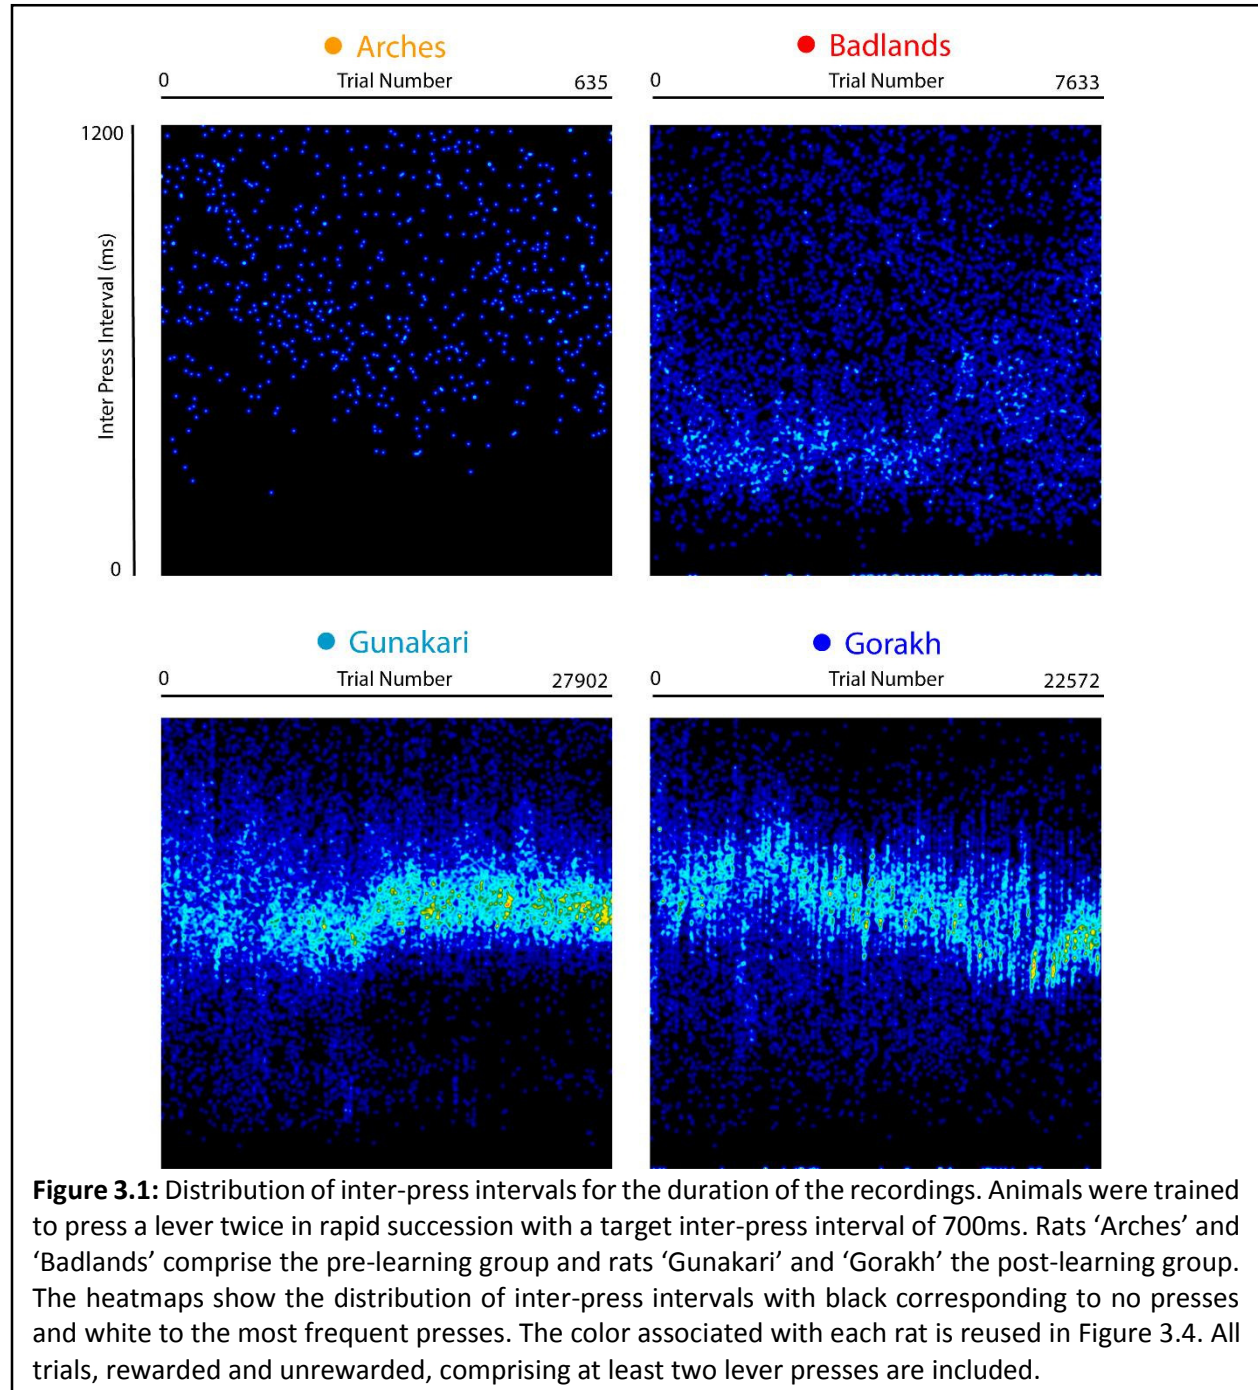 Arches
Badlands
0 Trial Number 635
0 Trial Number 7633
1200
Inter Press Interval (ms)
0
Gunakari
Gorakh
0 Trial Number 27902
0 Trial Number 22572
Figure 3.1: Distribution of inter-press intervals for the duration of the recordings. Animals were trained
to press a lever twice in rapid succession with a target inter-press interval of 700ms. Rats ‘Arches’ and
‘Badlands’ comprise the pre-learning group and rats ‘Gunakari’ and ‘Gorakh’ the post-learning group.
The heatmaps show the distribution of inter-press intervals with black corresponding to no presses
and white to the most frequent presses. The color associated with each rat is reused in Figure 3.4. All
trials, rewarded and unrewarded, comprising at least two lever presses are included.